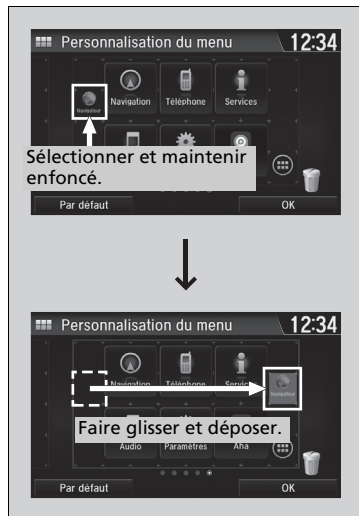 Personnalisation du menu
12:34
Navigateur
Navigation
Téléphone
Services
Sélectionner et maintenir
enfoncé.
Par défaut
OK
Personnalisation du menu
12:34
Navigation
Téléphone
Services
Navigateur
Faire glisser et déposer.
Audio
Paramètres
Aha
Par défaut
OK